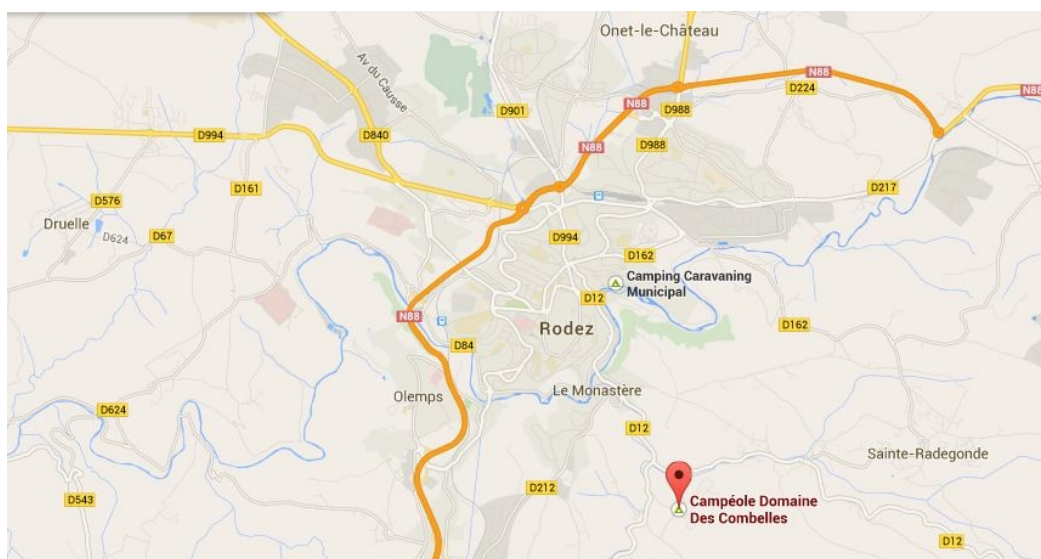 Onet-le-Château
N88
N88
Av du Causse
D224
N88
D901
D988
D994
D840
N88
D988
D161
D217
D576
Druelle
D624
D67
D994
D162
Camping Caravaning
Municipal
D12
N88
Rodez
D162
D84
Le Monastère
Olemps
D624
D12
Sainte-Radegonde
D212
D543
Campéole Domaine
Des Combelles
D12